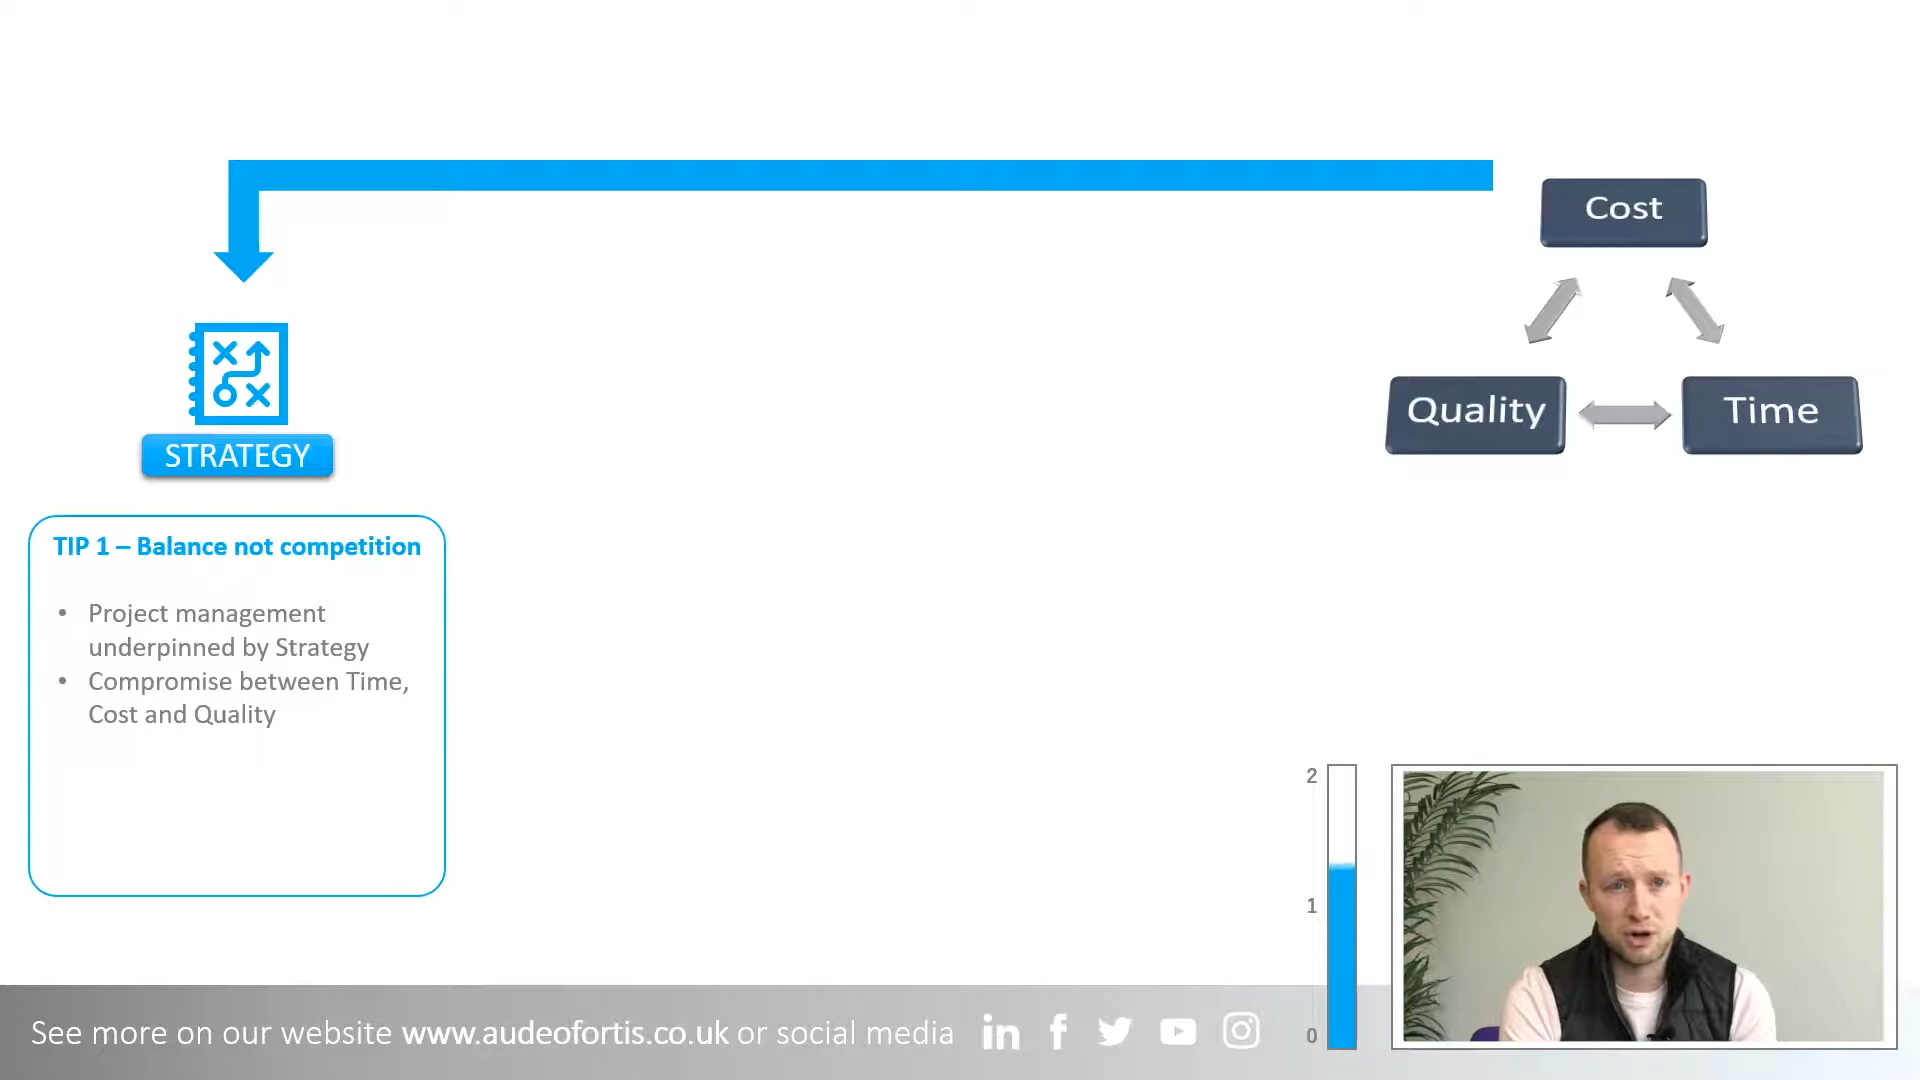 Cost
Quality
Time
STRATEGY
TIP 1 – Balance not competition
• Project management
underpinned by Strategy
• Compromise between Time,
Cost and Quality
2
1
0
See more on our website www.audeofortis.co.uk or social media